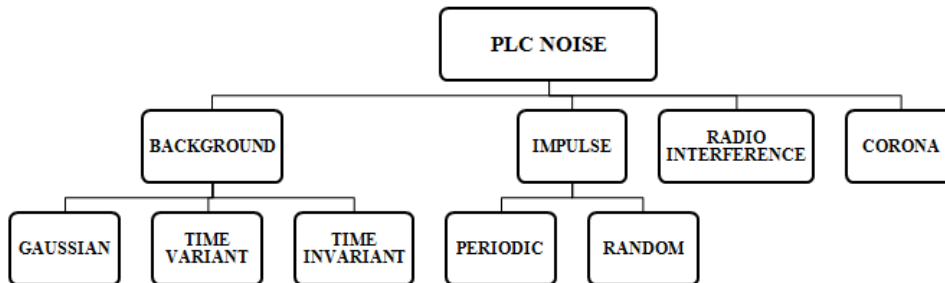 PLC NOISE
BACKGROUND
IMPULSE
RADIO
INTERFERENCE
CORONA
GAUSSIAN
TIME
VARIANT
TIME
INVARIANT
PERIODIC
RANDOM